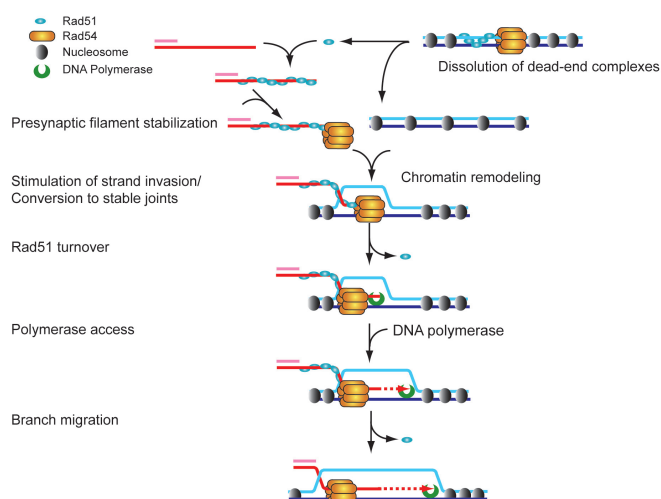 Rad51
Rad54
Nucleosome
DNA Polymerase
Dissolution of dead-end complexes
Presynaptic filament stabilization
Chromatin remodeling
Stimulation of strand invasion/
Conversion to stable joints
Rad51 turnover
Polymerase access
DNA polymerase
Branch migration